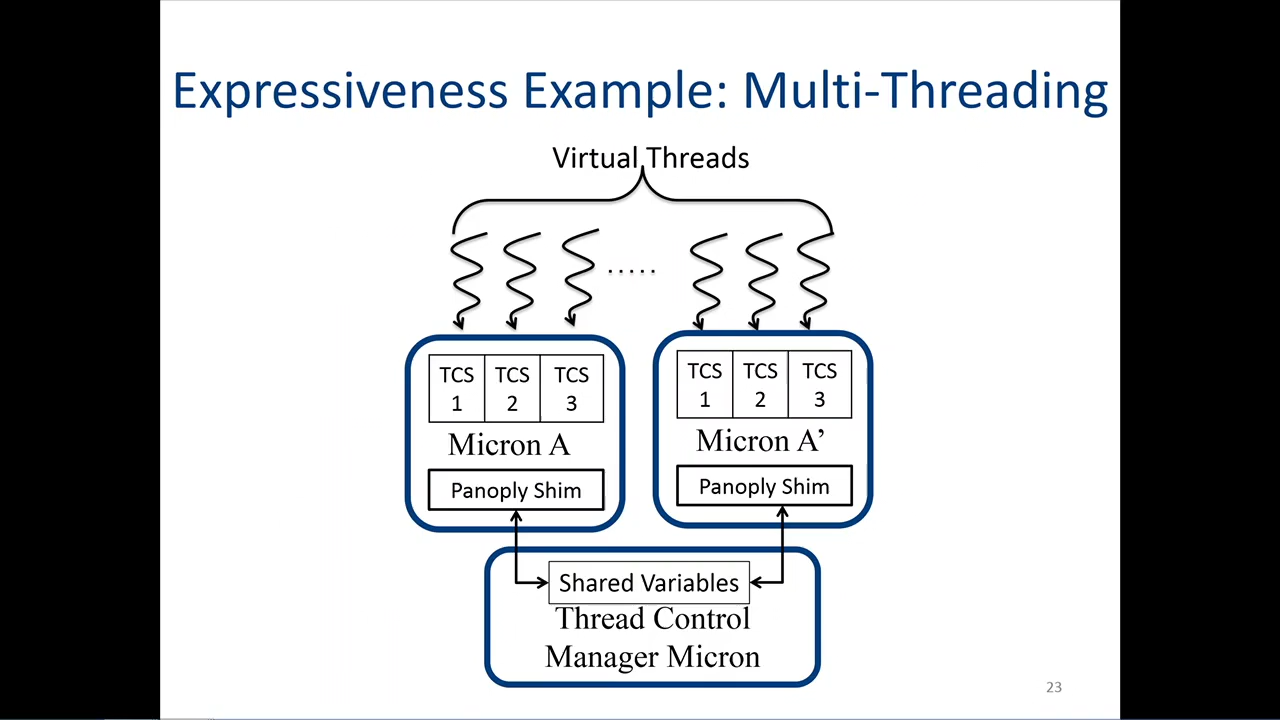 Expressiveness Example: Multi-Threading
Virtual Threads
.....
TCS 1
TCS 2
TCS 3
Micron A
Panoply Shim
TCS 1
TCS 2
TCS 3
Micron A’
Panoply Shim
Shared Variables
Thread Control
Manager Micron
23